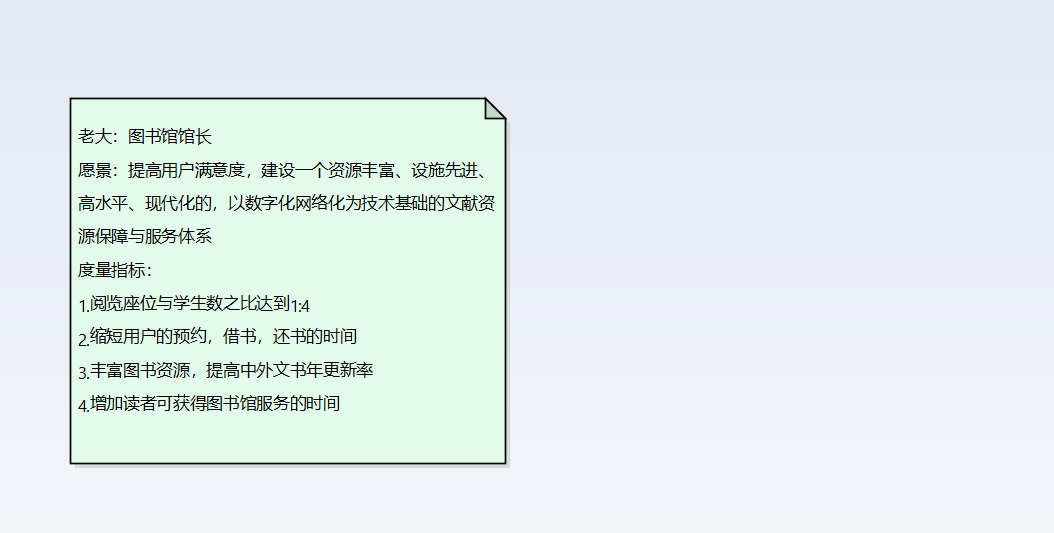 老大：图书馆馆长
愿景：提高用户满意度，建设一个资源丰富、设施先进、
高水平、现代化的，以数字化网络化为技术基础的文献资
源保障与服务体系
度量指标：
1.阅览座位与学生数之比达到1:4
2.缩短用户的预约，借书，还书的时间
3.丰富图书资源，提高中外文书年更新率
4.增加读者可获得图书馆服务的时间